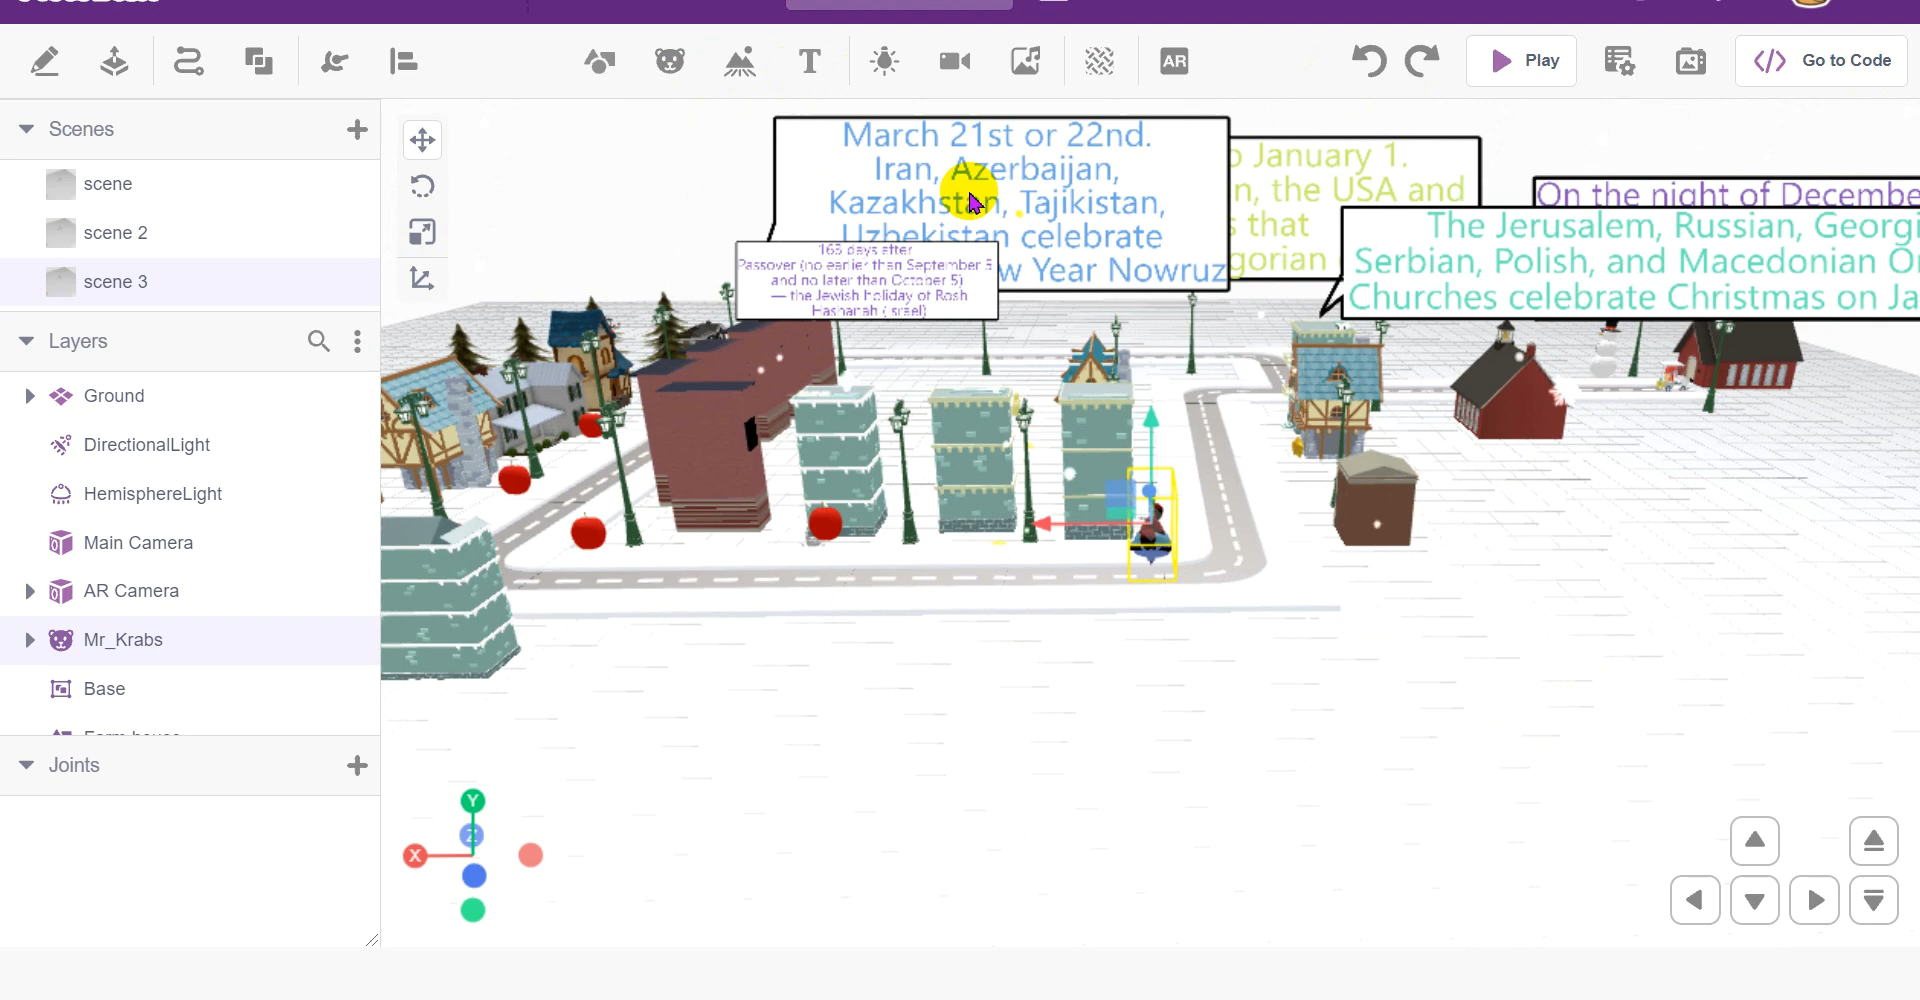 AR
Play
Go to Code
Scenes
scene
scene 2
scene 3
Layers
Ground
DirectionalLight
HemisphereLight
Main Camera
AR Camera
Mr_Krabs
Base
Joints
March 21st or 22nd.
Iran, Azerbaijan,
Kazakhstan, Tajikistan,
Uzbekistan celebrate
w Year Nowruz
165 days after
Passover (no earlier than September 5
and no later than October 5)
— the Jewish holiday of Rosh
Hashanah (Israel)
January 1.
n, the USA and
s that
gorian
On the night of Decembe
The Jerusalem, Russian, Georgi
Serbian, Polish, and Macedonian O
Churches celebrate Christmas on Ja
Y
Z
X